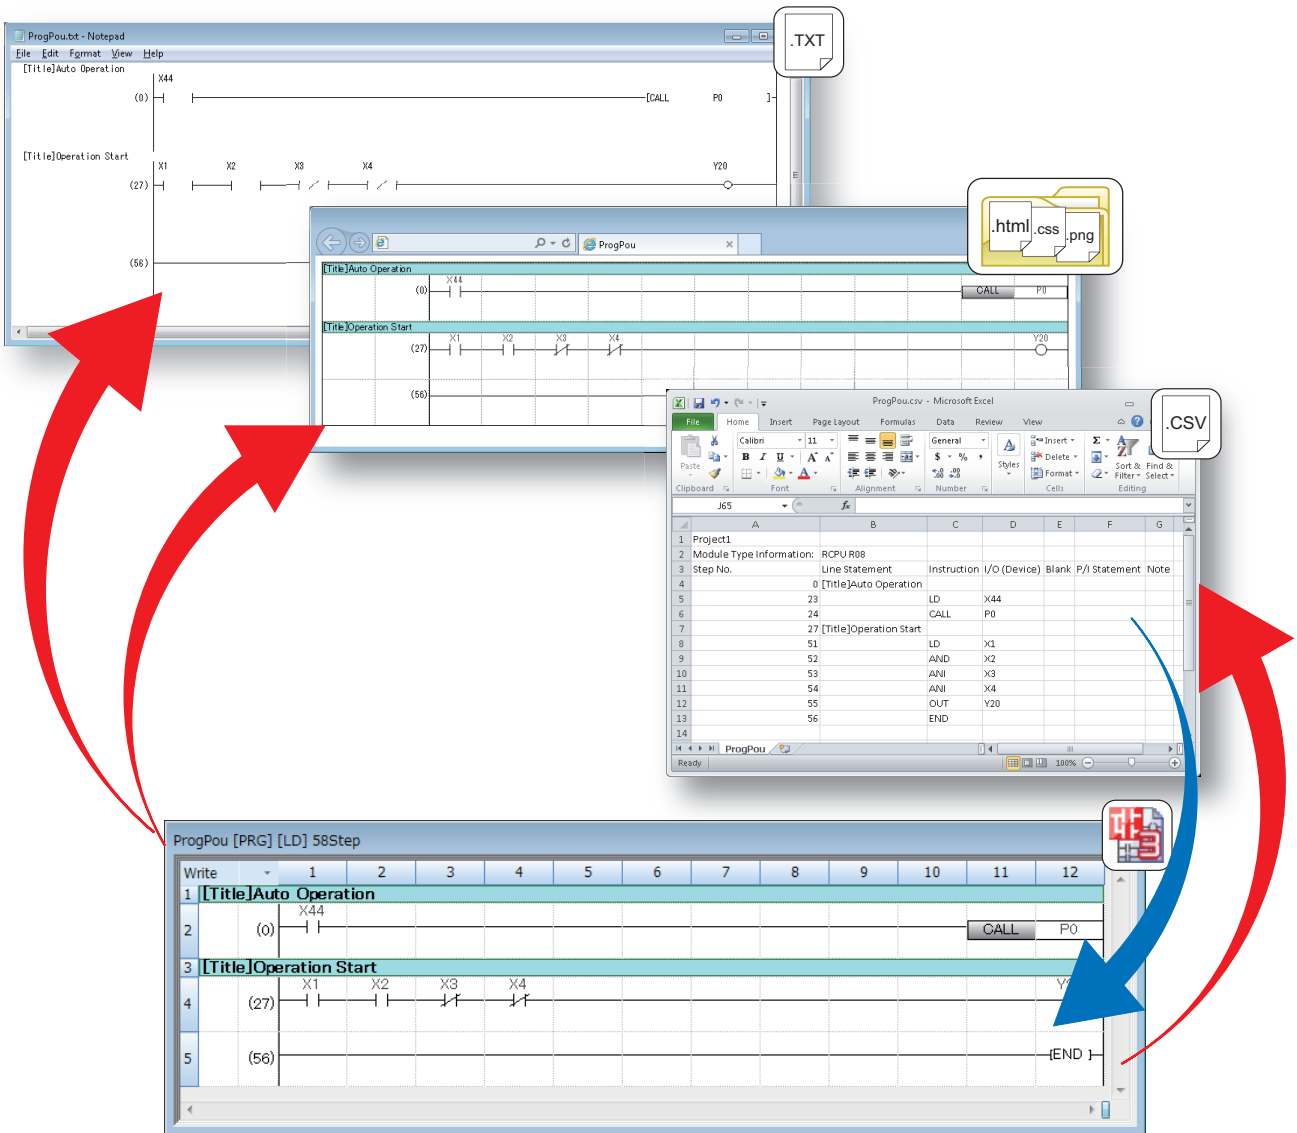 ProgPou.txt - Notepad
.TXT
File Edit Format View Help
[Title]Auto Operation
X44
(0) [CALL P0 ]
[Title]Operation Start
X1 X2 X3 X4 Y20
(27)
(56)
.html .css .png
ProgPou
[Title]Auto Operation
X44
(0) CALL P0
[Title]Operation Start
X1 X2 X3 X4 Y20
(27)
(56)
ProgPou.csv - Microsoft Excel
.CSV
File Home Insert Page Layout Formulas Data Review View
Calibri 11 General Insert
B I U A A $ % , Styles Delete Sort & Find &
Paste Format Filter Select
Clipboard Font Alignment Number Cells Editing
J65 fx
A B C D E F G
1 Project1
2 Module Type Information: RCPU R08
3 Step No. Line Statement Instruction I/O (Device) Blank P/I Statement Note
4 0 [Title]Auto Operation
5 23 LD X44
6 24 CALL P0
7 27 [Title]Operation Start
8 51 LD X1
9 52 AND X2
10 53 ANI X3
11 54 ANI X4
12 55 OUT Y20
13 56 END
14
ProgPou
Ready 100%
ProgPou [PRG] [LD] 58Step
3
Write 1 2 3 4 5 6 7 8 9 10 11 12
1 [Title]Auto Operation
X44
2 (0) CALL P0
3 [Title]Operation Start
X1 X2 X3 X4
4 (27)
5 (56) [END ]